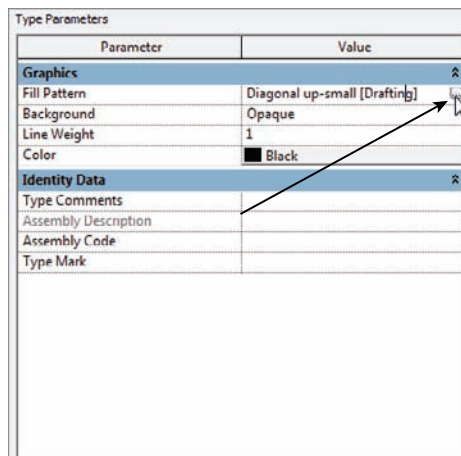 Type Parameters
Parameter Value
Graphics
Fill Pattern Diagonal up-small [Drafting]
Background Opaque
Line Weight 1
Color Black
Identity Data
Type Comments
Assembly Description
Assembly Code
Type Mark